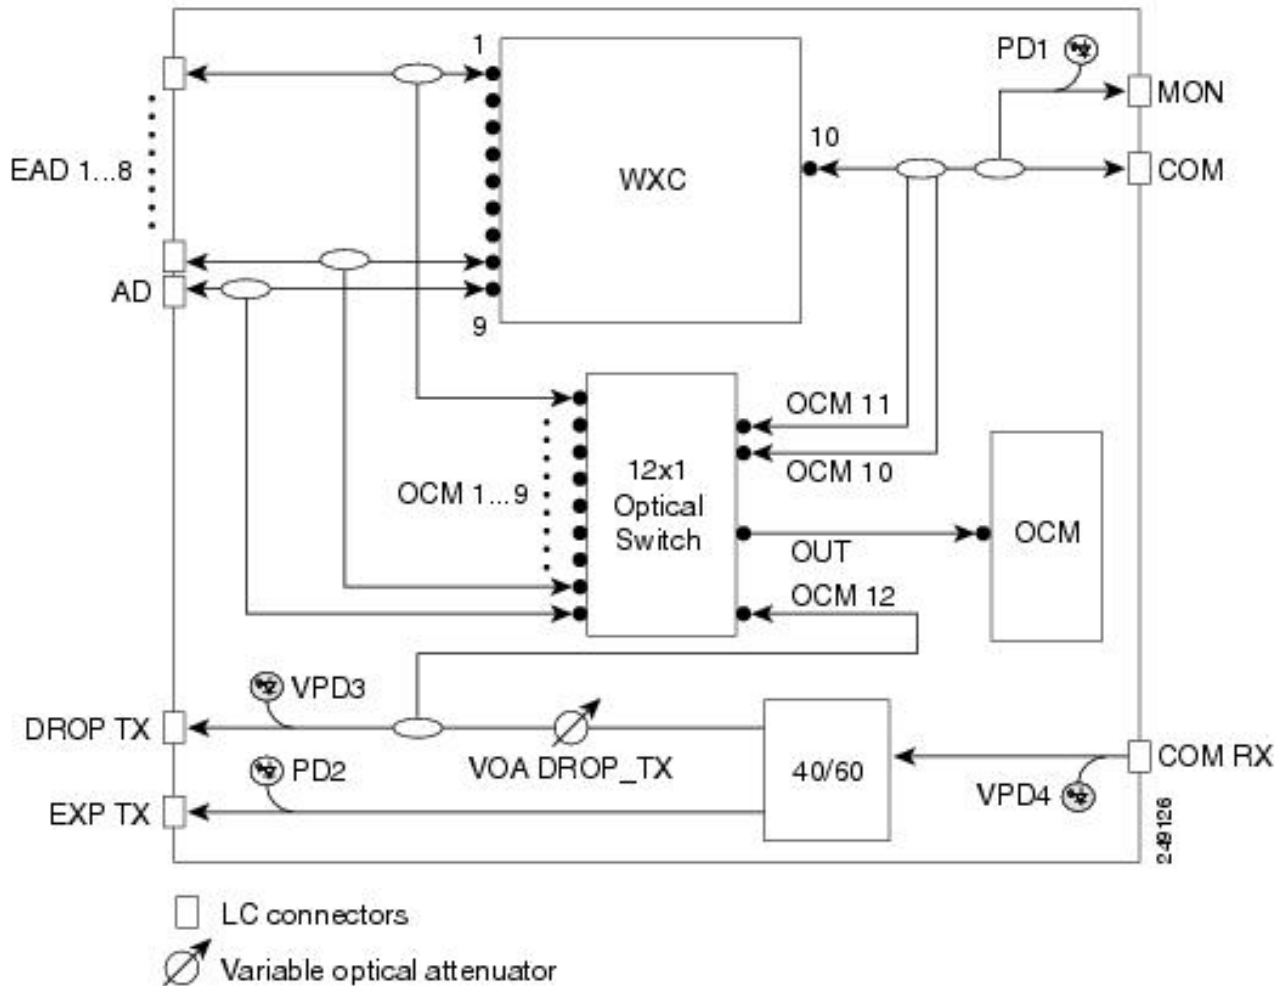 1
PD1
MON
10
EAD 1...8
WXC
COM
AD
9
OCM 11
12x1
Optical
Switch
OCM 10
OCM 1...9
OCM
OUT
OCM 12
VPD3
DROP TX
VOA DROP_TX
40/60
COM RX
PD2
VPD4
EXP TX
249126
LC connectors
Variable optical attenuator